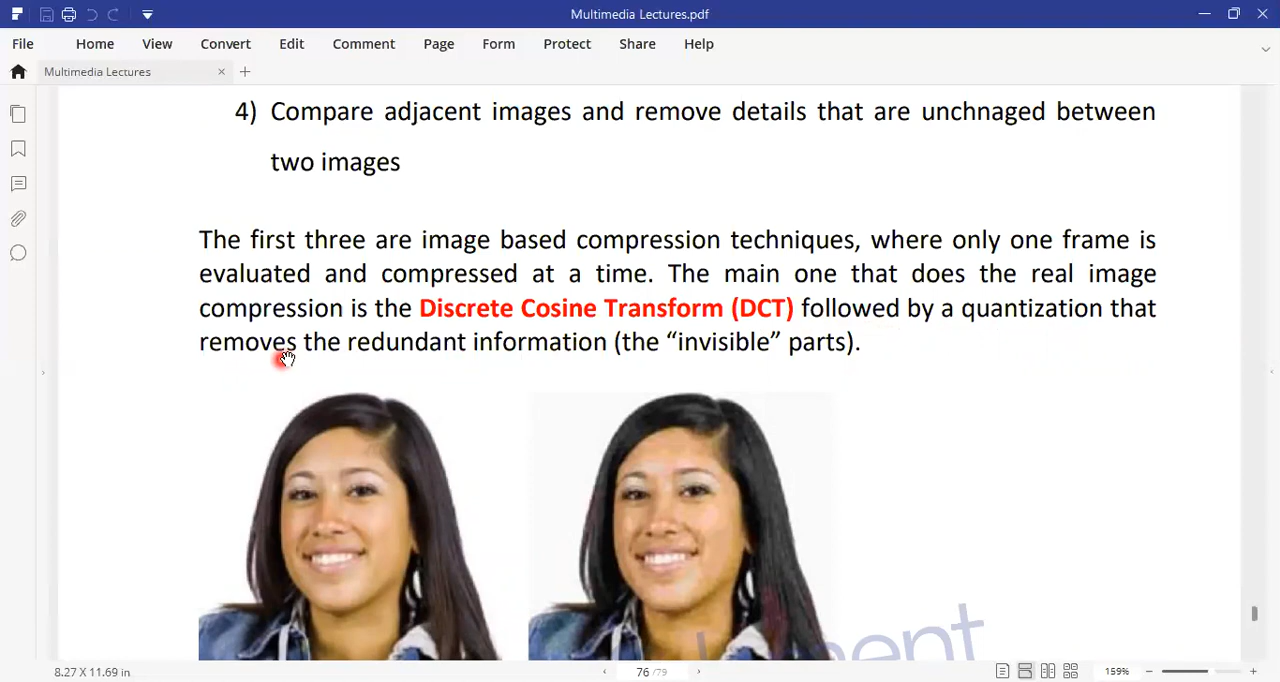 Multimedia Lectures.pdf
File Home View Convert Edit Comment Page Form Protect Share Help
Multimedia Lectures
4) Compare adjacent images and remove details that are unchnaged between
two images
The first three are image based compression techniques, where only one frame is
evaluated and compressed at a time. The main one that does the real image
compression is the Discrete Cosine Transform (DCT) followed by a quantization that
removes the redundant information (the “invisible” parts).
8.27 X 11.69 in
76 /79
159%